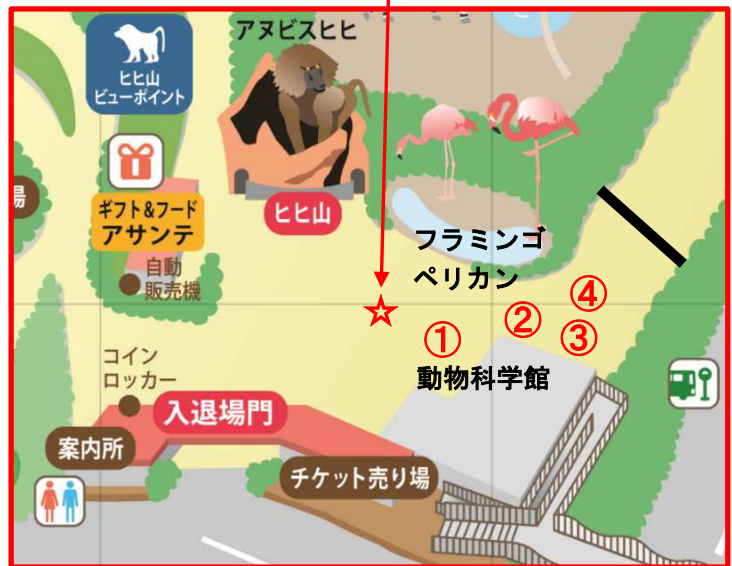 アヌビスヒヒ
ヒヒ山
ビューポイント
ギフト&フード
アサンテ
ヒヒ山
場
自動
販売機
フラミンゴ
ペリカン
④
②
①
③
動物科学館
コイン
ロッカー
入退場門
案内所
チケット売り場